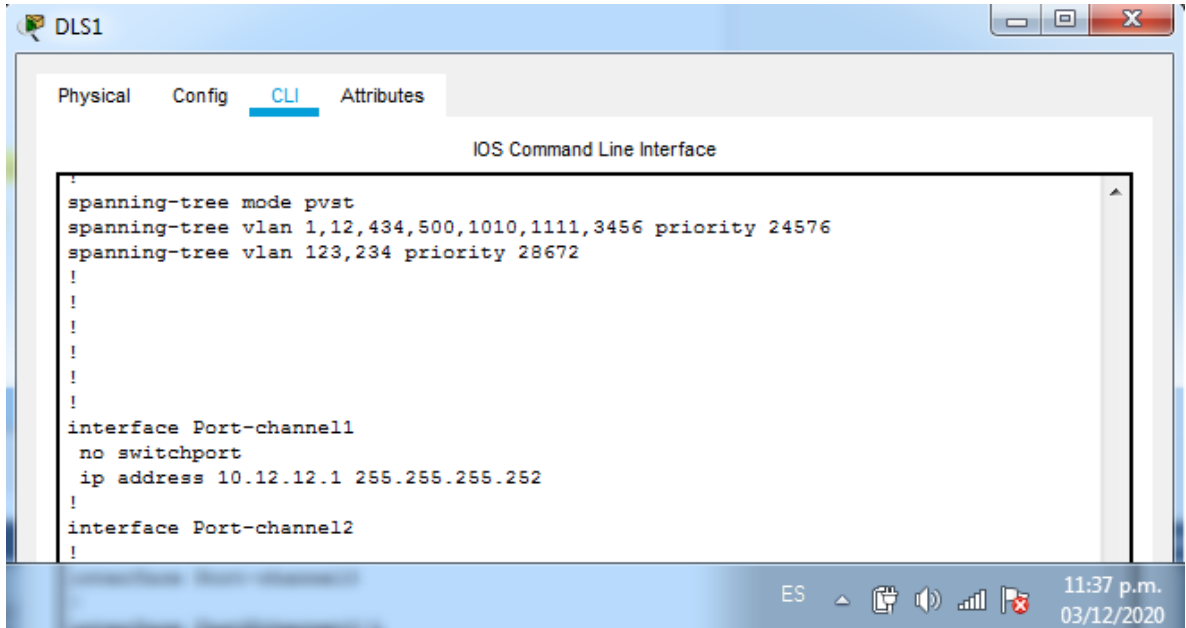 DLS1
Physical Config CLI Attributes
IOS Command Line Interface
!
spanning-tree mode pvst
spanning-tree vlan 1,12,434,500,1010,1111,3456 priority 24576
spanning-tree vlan 123,234 priority 28672
!
!
!
!
!
!
interface Port-channel1
no switchport
ip address 10.12.12.1 255.255.255.252
!
interface Port-channel2
!
ES
11:37 p.m.
03/12/2020